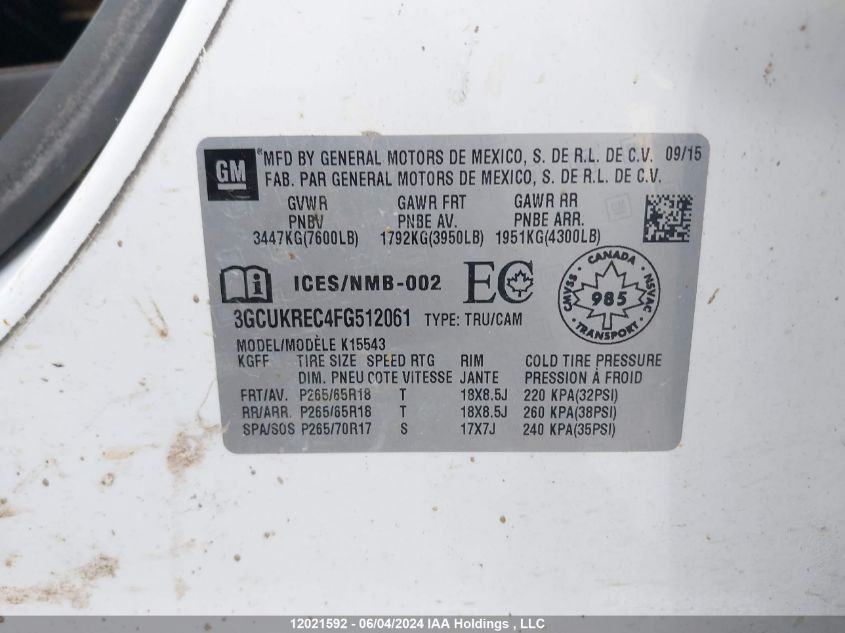 GM
*MFD BY GENERAL MOTORS DE MEXICO, S. DE R.L. DE C.V. 09/15
FAB. PAR GENERAL MOTORS DE MEXICO, S. DE R.L. DE C.V.
GVWR GAWR FRT GAWR RR
PNBV PNBE AV. PNBE ARR.
3447KG(7600LB) 1792KG(3950LB) 1951KG(4300LB)
GM
i ICES/NMB-002 EC
CANADA
CMVSS 985 NSVAC
TRANSPORT
3GCUKREC4FG512061 TYPE: TRU/CAM
MODEL/MODÈLE K15543
KGFF TIRE SIZE SPEED RTG RIM COLD TIRE PRESSURE
DIM. PNEU COTE VITESSE JANTE PRESSION À FROID
FRT/AV. P265/65R18 T 18X8.5J 220 KPA(32PSI)
RR/ARR. P265/65R18 T 18X8.5J 260 KPA(38PSI)
SPA/SOS P265/70R17 S 17X7J 240 KPA(35PSI)
12021592 - 06/04/2024 IAA Holdings , LLC